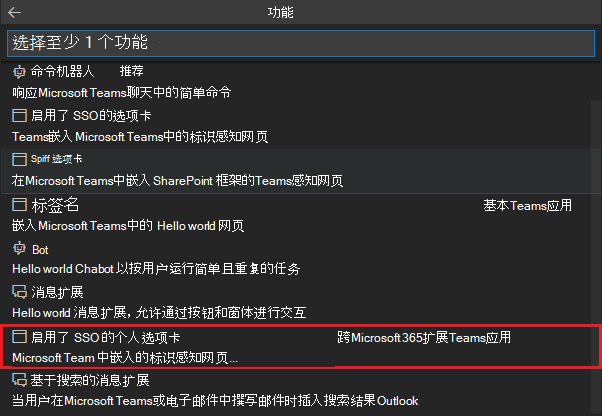 功能
选择至少 1 个功能
命令机器人 推荐
响应Microsoft Teams聊天中的简单命令
启用了 SSO的选项卡
Teams嵌入 Microsoft Teams中的标识感知网页
Spiff 选项卡
在Microsoft Teams中嵌入 SharePoint 框架的Teams感知网页
标签名 基本Teams应用
嵌入Microsoft Teams中的 Hello world 网页
Bot
Hello world Chabot 以按用户运行简单且重复的任务
消息扩展
Hello world 消息扩展，允许通过按钮和窗体进行交互
启用了 SSO 的个人选项卡 跨Microsoft 365扩展Teams应用
Microsoft Team 中嵌入的标识感知网页...
基于搜索的消息扩展
当用户在Microsoft Teams或电子邮件中撰写邮件时插入搜索结果Outlook